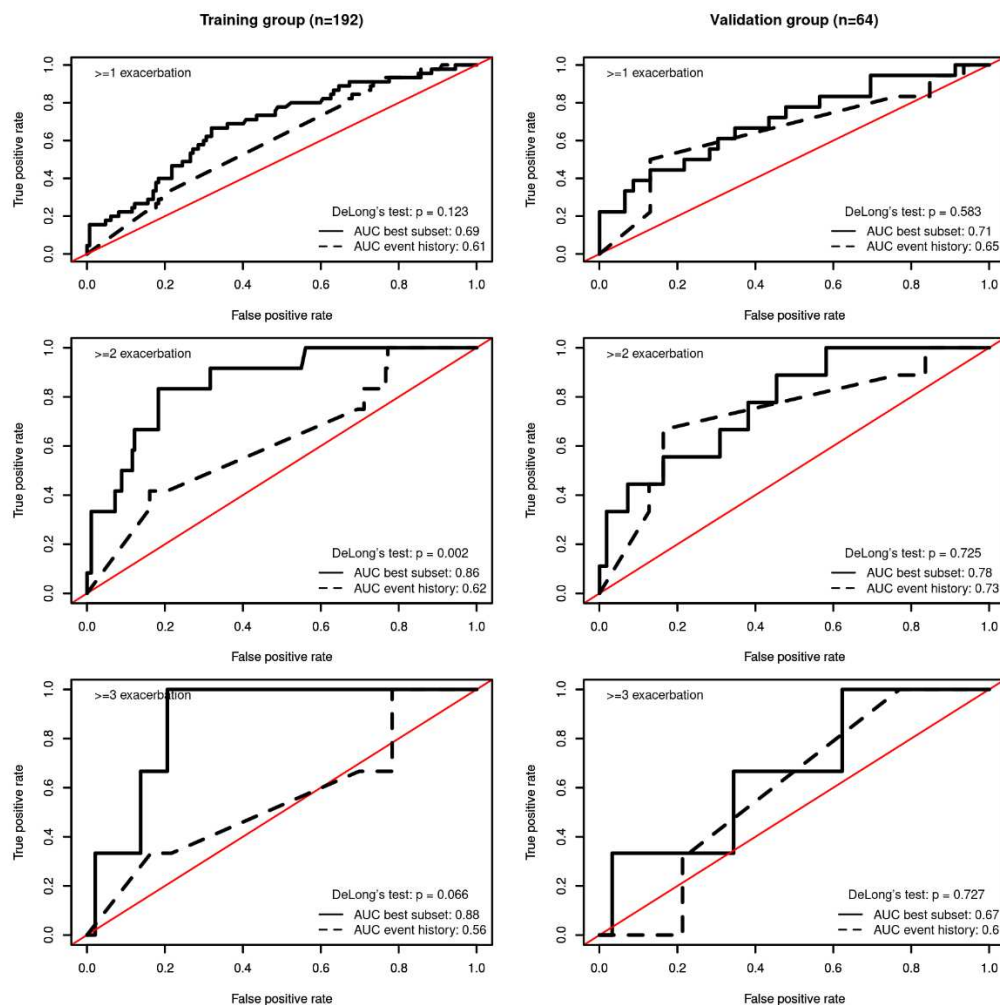 Training group (n=192)
Validation group (n=64)
>=1 exacerbation
True positive rate
1.0
0.8
0.6
0.4
0.2
0.0
DeLong's test: p = 0.123
AUC best subset: 0.69
AUC event history: 0.61
0.0 0.2 0.4 0.6 0.8 1.0
False positive rate
>=1 exacerbation
True positive rate
1.0
0.8
0.6
0.4
0.2
0.0
DeLong's test: p = 0.583
AUC best subset: 0.71
AUC event history: 0.65
0.0 0.2 0.4 0.6 0.8 1.0
False positive rate
>=2 exacerbation
True positive rate
1.0
0.8
0.6
0.4
0.2
0.0
DeLong's test: p = 0.002
AUC best subset: 0.86
AUC event history: 0.62
0.0 0.2 0.4 0.6 0.8 1.0
False positive rate
>=2 exacerbation
True positive rate
1.0
0.8
0.6
0.4
0.2
0.0
DeLong's test: p = 0.725
AUC best subset: 0.78
AUC event history: 0.73
0.0 0.2 0.4 0.6 0.8 1.0
False positive rate
>=3 exacerbation
True positive rate
1.0
0.8
0.6
0.4
0.2
0.0
DeLong's test: p = 0.066
AUC best subset: 0.88
AUC event history: 0.56
0.0 0.2 0.4 0.6 0.8 1.0
False positive rate
>=3 exacerbation
True positive rate
1.0
0.8
0.6
0.4
0.2
0.0
DeLong's test: p = 0.727
AUC best subset: 0.67
AUC event history: 0.6
0.0 0.2 0.4 0.6 0.8 1.0
False positive rate